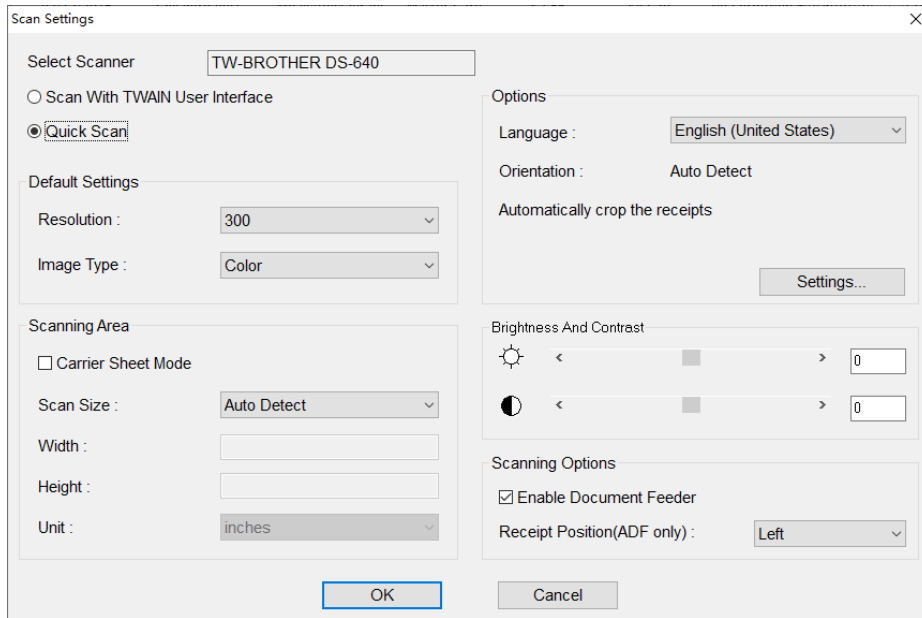 Scan Settings
Select Scanner
TW-BROTHER DS-640
Scan With TWAIN User Interface
Quick Scan
Default Settings
Resolution :
300
Image Type :
Color
Scanning Area
Carrier Sheet Mode
Scan Size :
Auto Detect
Width :
Height :
Unit :
inches
Options
Language :
English (United States)
Orientation :
Auto Detect
Automatically crop the receipts
Settings...
Brightness And Contrast
0
0
Scanning Options
Enable Document Feeder
Receipt Position(ADF only) :
Left
OK
Cancel